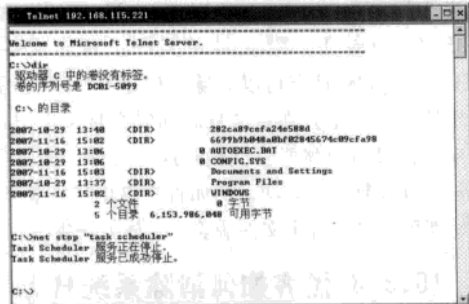 Telnet 192.168.115.221
Welcome to Microsoft Telnet Server.
C:\>dir
驱动器 C 中的卷没有标签。
卷的序列号是 DC01-5099
C:\ 的目录
2007-10-29 13:40 <DIR>
2007-11-16 15:02 <DIR>
2007-10-29 13:06 0 AUTOEXEC.BAT
2007-10-29 13:06 0 CONFIG.SYS
2007-11-16 15:03 <DIR> Documents and Settings
2007-10-29 13:37 <DIR> Program Files
2007-11-16 15:02 <DIR> WINDOWS
2 个文件 0 字节
5 个目录 6,153,986,048 可用字节
C:\>net stop "task scheduler"
Task Scheduler 服务正在停止.
Task Scheduler 服务已成功停止。
C:\>